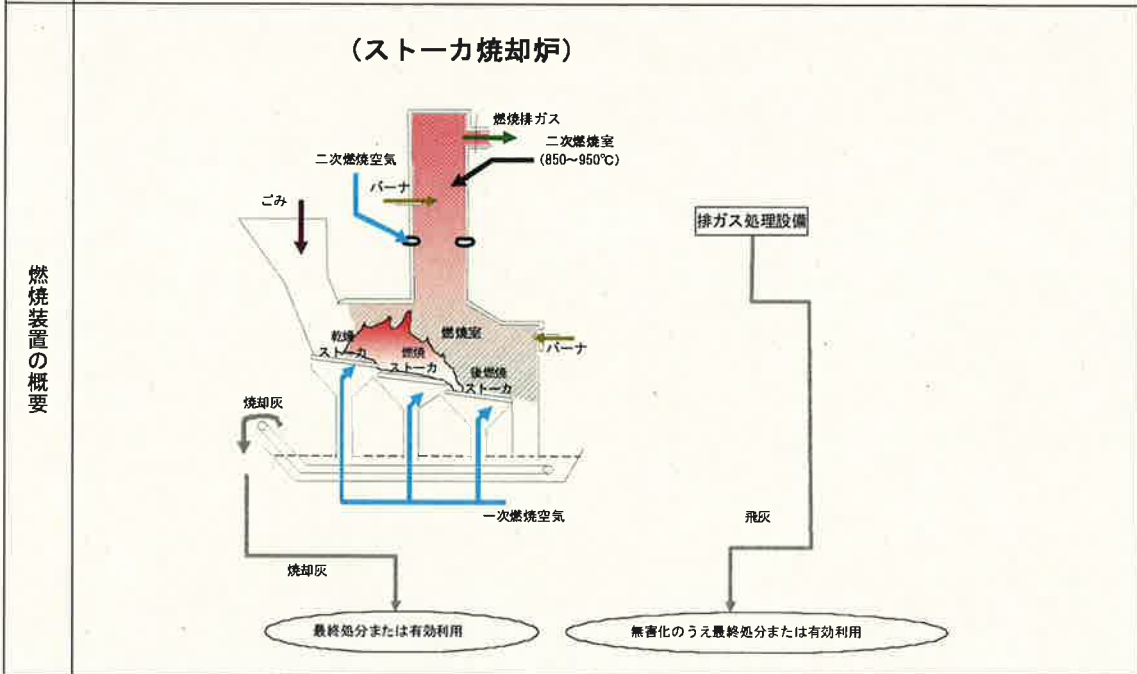 燃焼装置の概要
（ストーカ焼却炉）
燃焼排ガス
二次燃焼室
(850～950℃)
二次燃焼空気
バーナ
ごみ
排ガス処理設備
乾燥
ストーカ
燃焼
ストーカ
燃焼室
後燃焼
ストーカ
バーナ
焼却灰
一次燃焼空気
飛灰
焼却灰
最終処分または有効利用
無害化のうえ最終処分または有効利用